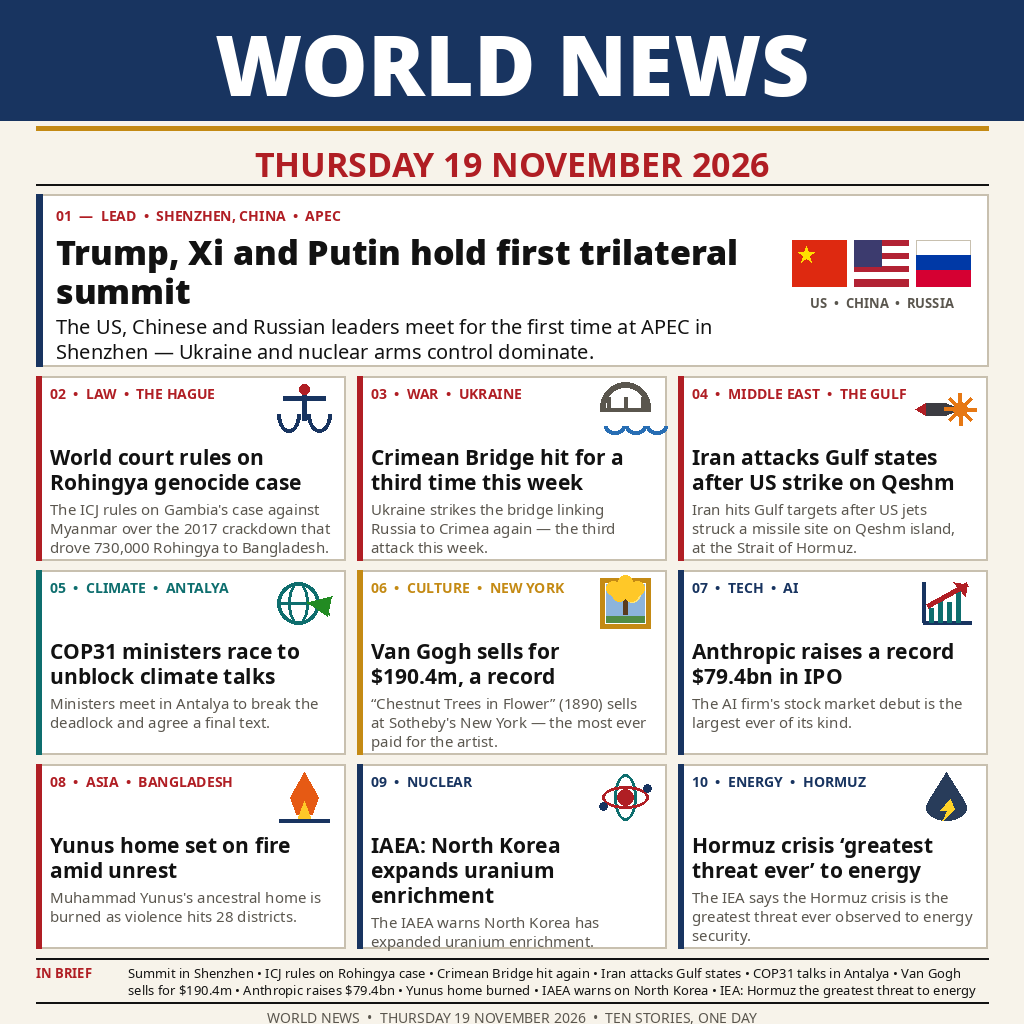 WORLD NEWS
THURSDAY 19 NOVEMBER 2026
01 — LEAD • SHENZHEN, CHINA • APEC
Trump, Xi and Putin hold first trilateral
summit
The US, Chinese and Russian leaders meet for the first time at APEC in
Shenzhen — Ukraine and nuclear arms control dominate.
US • CHINA • RUSSIA
02 • LAW • THE HAGUE
World court rules on
Rohingya genocide case
The ICJ rules on Gambia's case against
Myanmar over the 2017 crackdown that
drove 730,000 Rohingya to Bangladesh.
03 • WAR • UKRAINE
Crimean Bridge hit for a
third time this week
Ukraine strikes the bridge linking
Russia to Crimea again — the third
attack this week.
04 • MIDDLE EAST • THE GULF
Iran attacks Gulf states
after US strike on Qeshm
Iran hits Gulf targets after US jets
struck a missile site on Qeshm island,
at the Strait of Hormuz.
05 • CLIMATE • ANTALYA
COP31 ministers race to
unblock climate talks
Ministers meet in Antalya to break the
deadlock and agree a final text.
06 • CULTURE • NEW YORK
Van Gogh sells for
$190.4m, a record
“Chestnut Trees in Flower” (1890) sells
at Sotheby's New York — the most ever
paid for the artist.
07 • TECH • AI
Anthropic raises a record
$79.4bn in IPO
The AI firm's stock market debut is the
largest ever of its kind.
08 • ASIA • BANGLADESH
Yunus home set on fire
amid unrest
Muhammad Yunus's ancestral home is
burned as violence hits 28 districts.
09 • NUCLEAR
IAEA: North Korea
expands uranium
enrichment
The IAEA warns North Korea has
expanded uranium enrichment.
10 • ENERGY • HORMUZ
Hormuz crisis ‘greatest
threat ever’ to energy
The IEA says the Hormuz crisis is the
greatest threat ever observed to energy
security.
IN BRIEF
Summit in Shenzhen • ICJ rules on Rohingya case • Crimean Bridge hit again • Iran attacks Gulf states • COP31 talks in Antalya • Van Gogh
sells for $190.4m • Anthropic raises $79.4bn • Yunus home burned • IAEA warns on North Korea • IEA: Hormuz the greatest threat to energy
WORLD NEWS • THURSDAY 19 NOVEMBER 2026 • TEN STORIES, ONE DAY